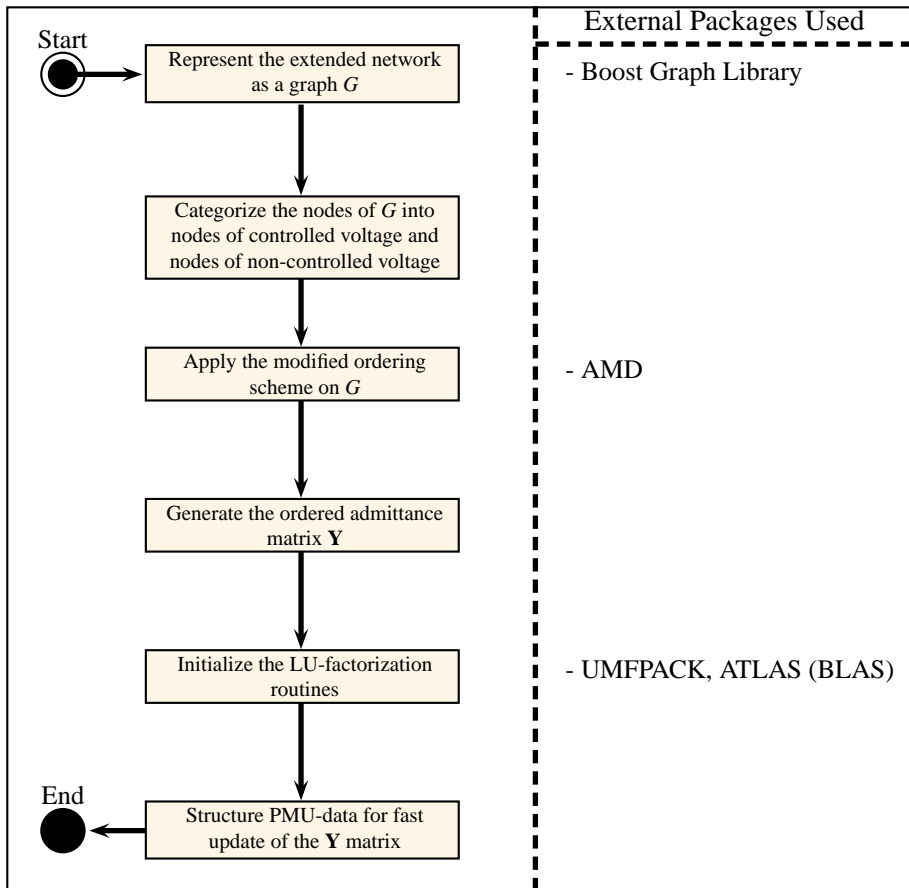 External Packages Used
Start
Represent the extended network
as a graph G
- Boost Graph Library
Categorize the nodes of G into
nodes of controlled voltage and
nodes of non-controlled voltage
Apply the modified ordering
scheme on G
- AMD
Generate the ordered admittance
matrix Y
Initialize the LU-factorization
routines
- UMFPACK, ATLAS (BLAS)
End
Structure PMU-data for fast
update of the Y matrix